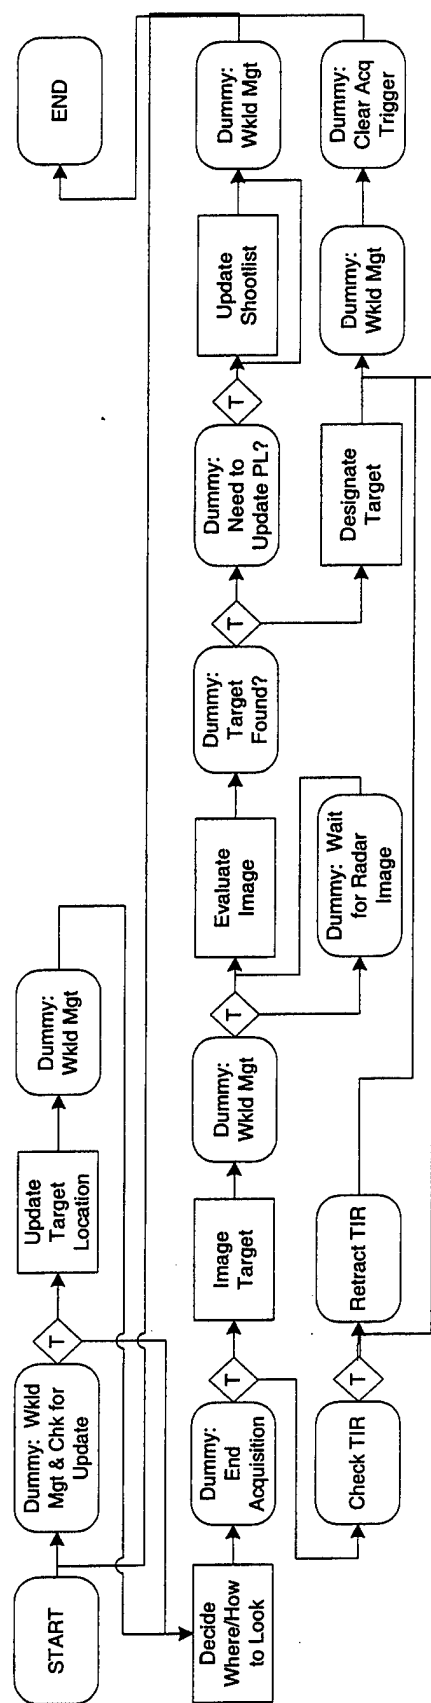 START
Dummy: Wkld
Mgt & Chk for
Update
T
Update
Target
Location
Dummy:
Wkld Mgt
END
Decide
Where/How
to Look
Dummy:
End
Acquisition
T
Image
Target
Dummy:
Wkld Mgt
T
Evaluate
Image
Dummy:
Target
Found?
T
Dummy:
Need to
Update PL?
T
Update
Shootlist
Dummy:
Wkld Mgt
Check TIR
T
Retract TIR
Dummy: Wait
for Radar
Image
Designate
Target
Dummy:
Wkld Mgt
Dummy:
Clear Acq
Trigger